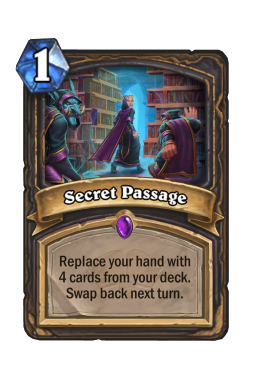 1
Secret Passage
Replace your hand with
4 cards from your deck.
Swap back next turn.